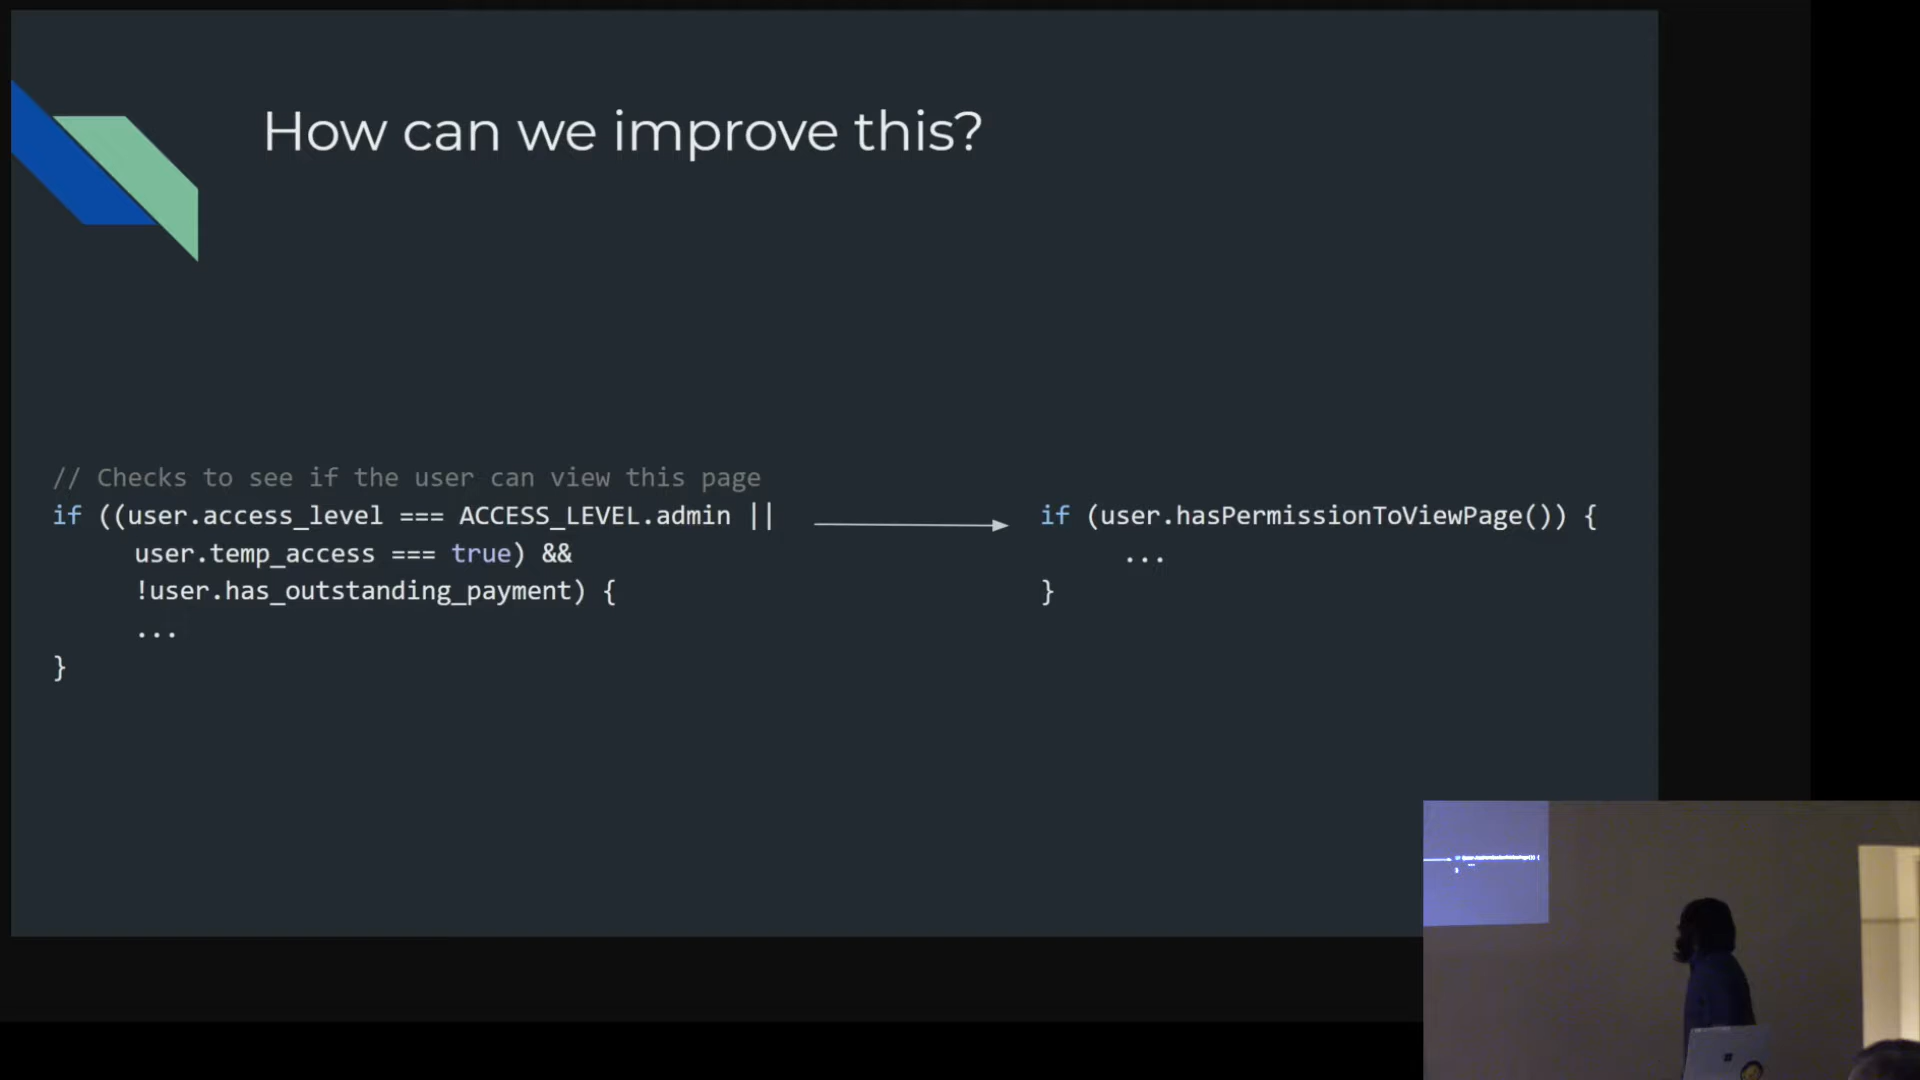 How can we improve this?
// Checks to see if the user can view this page
if ((user.access_level === ACCESS_LEVEL.admin ||
user.temp_access === true) &&
!user.has_outstanding_payment) {
...
}
if (user.hasPermissionToViewPage()) {
...
}